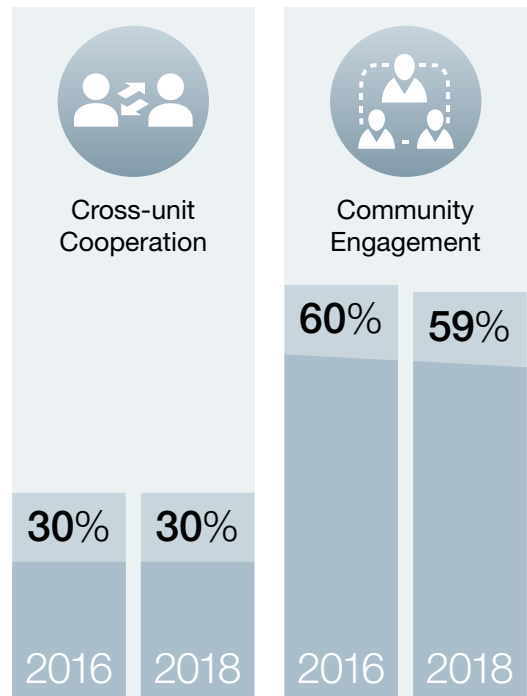 Cross-unit
Cooperation
30%
30%
2016
2018
Community
Engagement
60%
59%
2016
2018